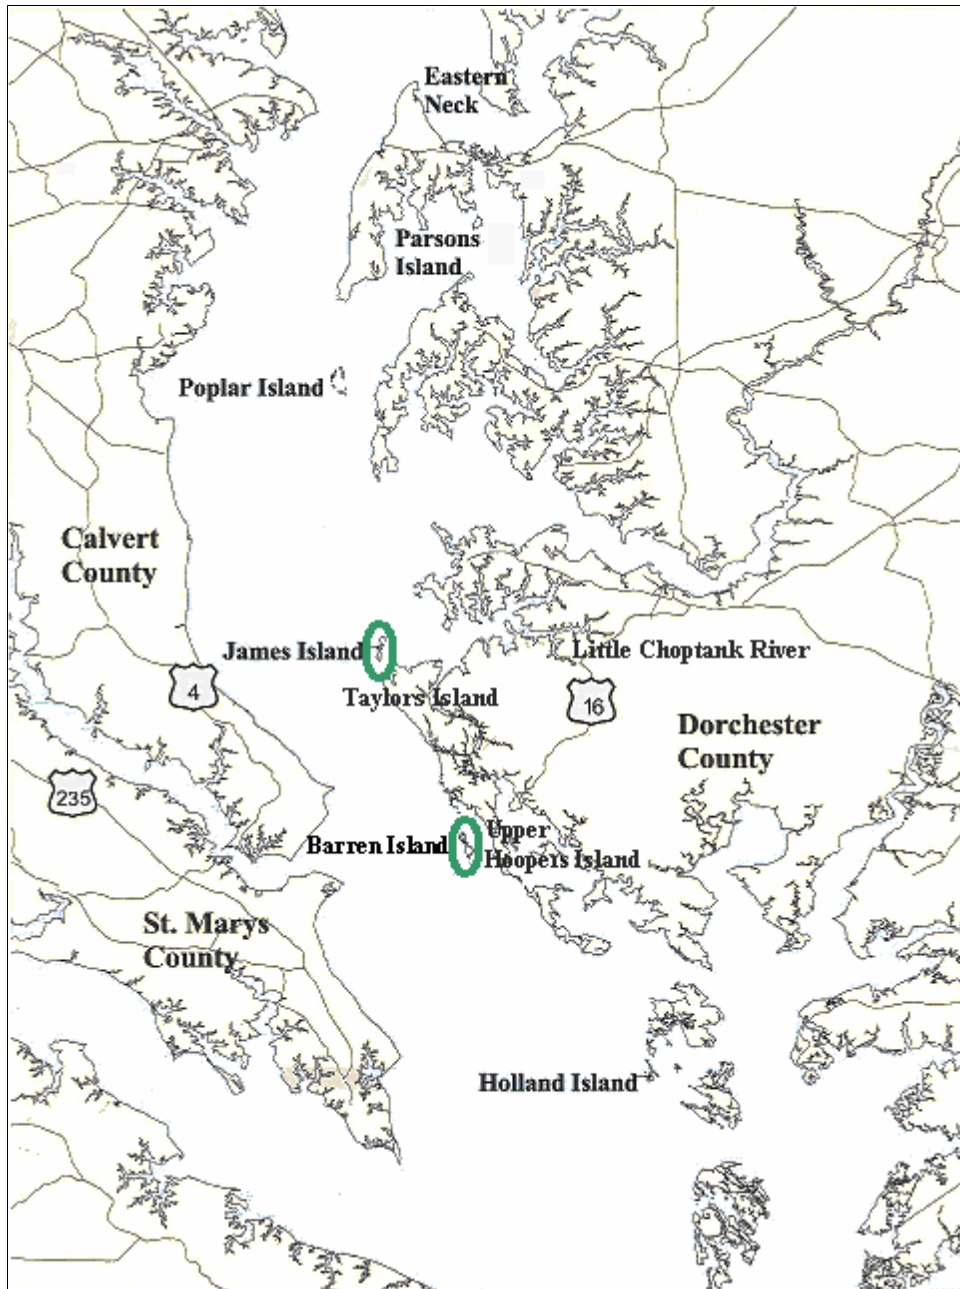 Eastern
Neck
Parsons
Island
Poplar Island
Calvert
County
James Island
Little Choptank River
4
Taylors Island
16
Dorchester
County
235
Upper
Barren Island
Hoopers Island
St. Marys
County
Holland Island